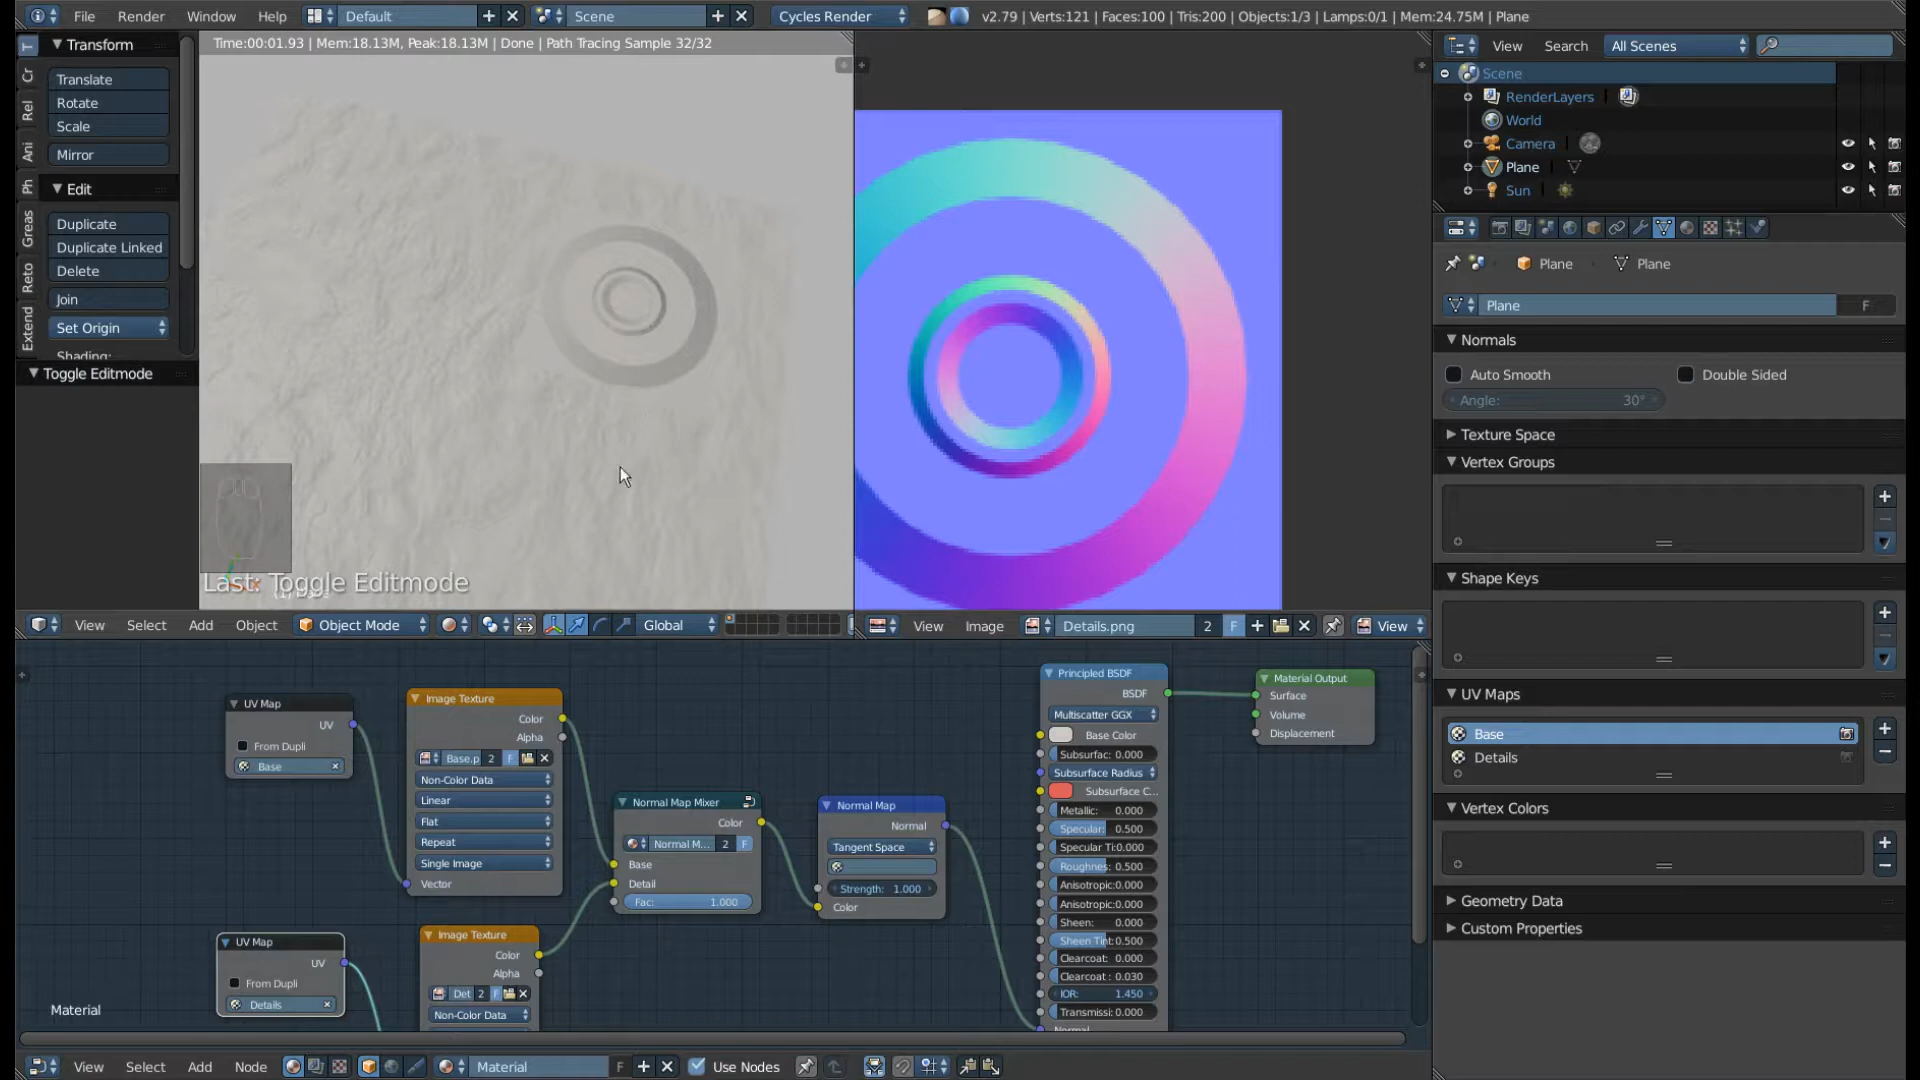 File Render Window Help Default Scene Cycles Render v2.79 | Verts:121 | Faces:100 | Tris:200 | Objects:1/3 | Lamps:0/1 | Mem:24.75M | Plane
Time:00:01.93 | Mem:18.13M, Peak:18.13M | Done | Path Tracing Sample 32/32
Transform
Translate
Rotate
Scale
Mirror
Edit
Duplicate
Duplicate Linked
Delete
Join
Set Origin
Shading:
Toggle Editmode
Cr
Rel
Ani
Ph
Greas
Reto
Extend
Last: Toggle Editmode
View Select Add Object Object Mode Global
View Image Details.png 2 F View
View Search All Scenes
Scene
RenderLayers
World
Camera
Plane
Sun
Plane Plane
Plane F
Normals
Auto Smooth Double Sided
Angle: 30°
Texture Space
Vertex Groups
Shape Keys
UV Maps
Base
Details
Vertex Colors
Geometry Data
Custom Properties
UV Map
UV
From Dupli
Base
Image Texture
Color
Alpha
Base.p 2 F
Non-Color Data
Linear
Flat
Repeat
Single Image
Vector
UV Map
UV
From Dupli
Details
Image Texture
Color
Alpha
Det 2 F
Non-Color Data
Normal Map Mixer
Color
Normal M... 2 F
Base
Detail
Fac: 1.000
Normal Map
Normal
Tangent Space
Strength: 1.000
Color
Principled BSDF
BSDF
Multiscatter GGX
Base Color
Subsurfac: 0.000
Subsurface Radius
Subsurface C...
Metallic: 0.000
Specular: 0.500
Specular Ti:0.000
Roughnes: 0.500
Anisotropic:0.000
Anisotropic:0.000
Sheen: 0.000
Sheen Tint:0.500
Clearcoat: 0.000
Clearcoat : 0.030
IOR: 1.450
Transmissi: 0.000
Normal
Material Output
Surface
Volume
Displacement
Material
View Select Add Node Material F Use Nodes